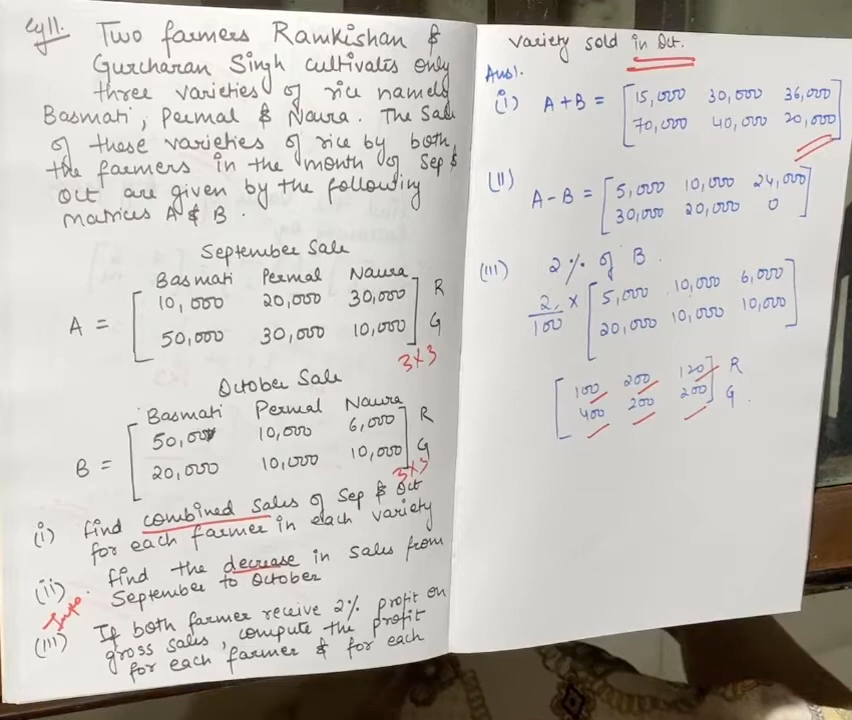 eg11. Two farmers Ramkishan &
Gurcharan Singh cultivates only
three varieties of rice namely
Basmati, Permal & Naura. The Sale
of these varieties of rice by both
the farmers in the month of Sep &
Oct are given by the following
matrices A & B.
September Sale
Basmati Permal Naura
A = [ 10,000 20,000 30,000 ] R
50,000 30,000 10,000 G
3×3
October Sale
Basmati Permal Naura
B = [ 50,000 10,000 6,000 ] R
20,000 10,000 10,000 G
3×3
(i) find combined sales of Sep & Oct
for each farmer in each variety
(ii) find the decrease in sales from
September to October
Imp.
(iii) If both farmer receive 2% profit on
gross sales, compute the profit
for each farmer & for each
variety sold in Oct.
Ans).
(i) A+B = [ 15,000 30,000 36,000 ]
70,000 40,000 20,000
(ii) A-B = [ 5,000 10,000 24,000 ]
30,000 20,000 0
(iii) 2% of B.
2/100 × [ 5,000 10,000 6,000 ]
20,000 10,000 10,000
[ 100 200 120 ] R
400 200 200 G.